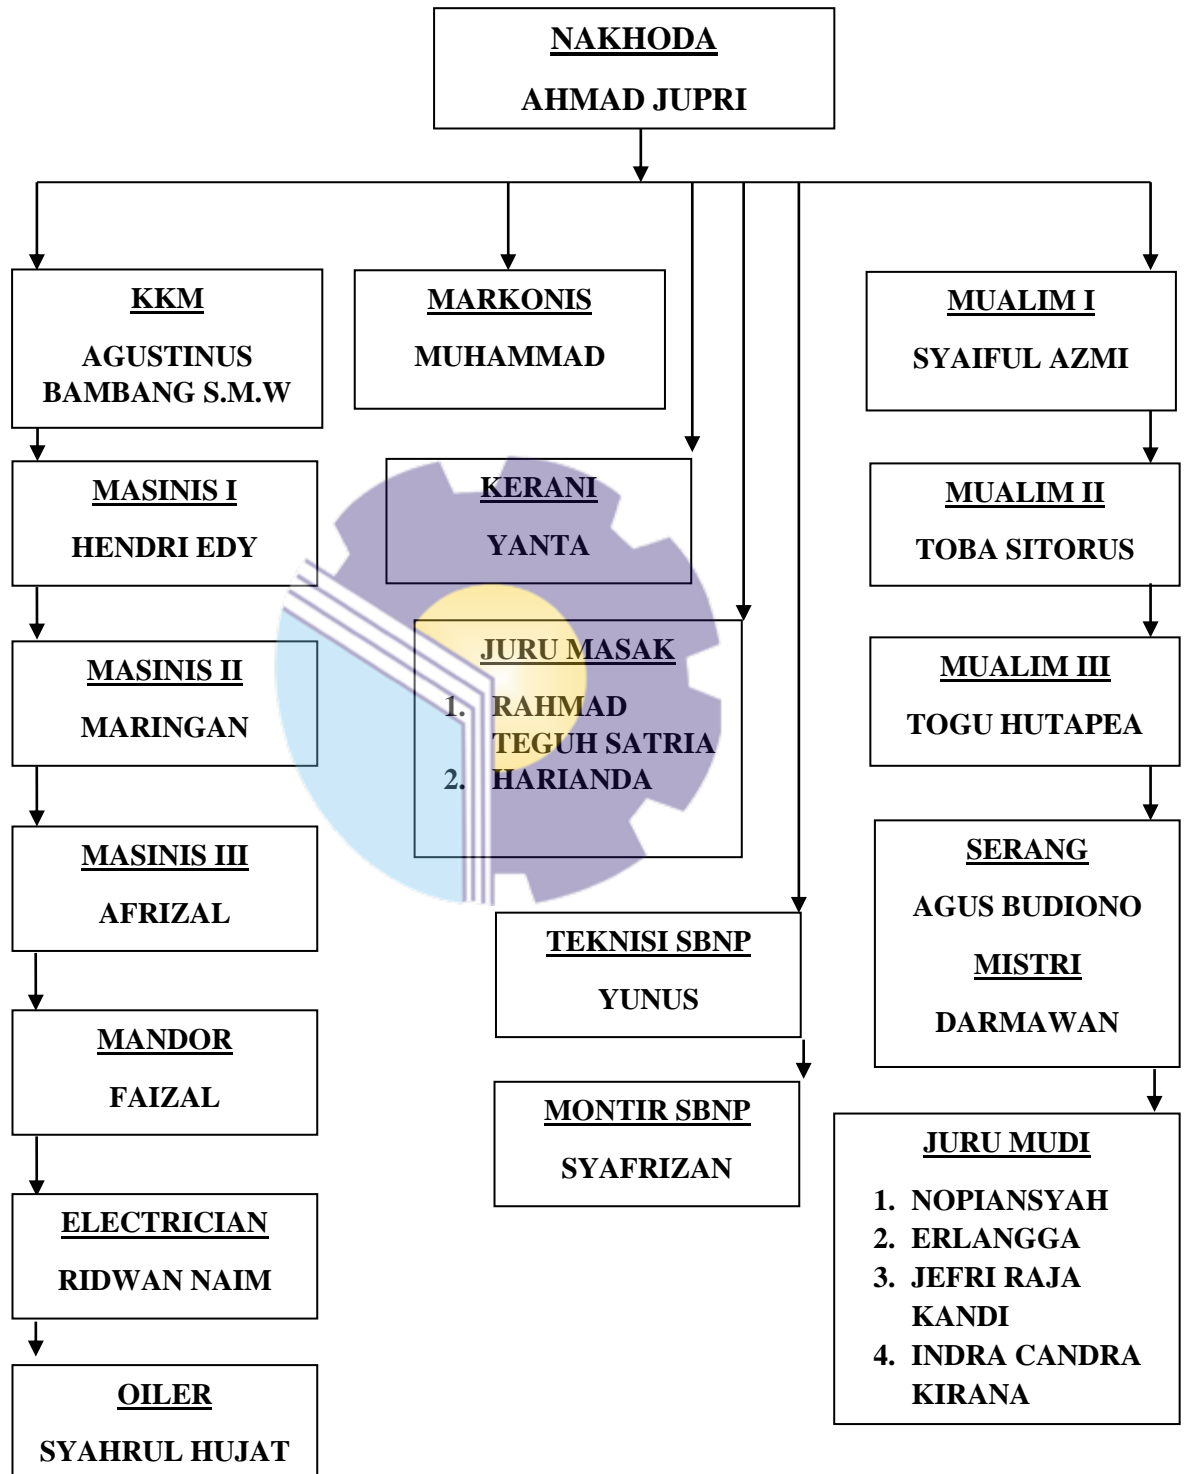 NAKHODA
AHMAD JUPRI
KKM
AGUSTINUS
BAMBANG S.M.W
MARKONIS
MUHAMMAD
MUALIM I
SYAIFUL AZMI
MASINIS I
HENDRI EDY
KERANI
YANTA
MUALIM II
TOBA SITORUS
MASINIS II
MARINGAN
JURU MASAK
1. RAHMAD
TEGUH SATRIA
2. HARIANDA
MUALIM III
TOGU HUTAPEA
MASINIS III
AFRIZAL
SERANG
AGUS BUDIONO
MISTRI
DARMAWAN
TEKNISI SBNP
YUNUS
MANDOR
FAIZAL
MONTIR SBNP
SYAFRIZAN
JURU MUDI
1. NOPIANSYAH
2. ERLANGGA
3. JEFRI RAJA
KANDI
4. INDRA CANDRA
KIRANA
ELECTRICIAN
RIDWAN NAIM
OILER
SYAHRUL HUJAT